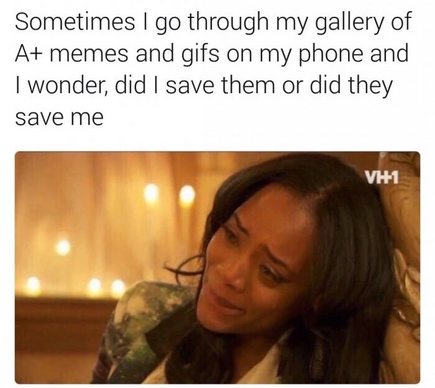 Sometimes I go through my gallery of
A+ memes and gifs on my phone and
I wonder, did I save them or did they
save me
VH1